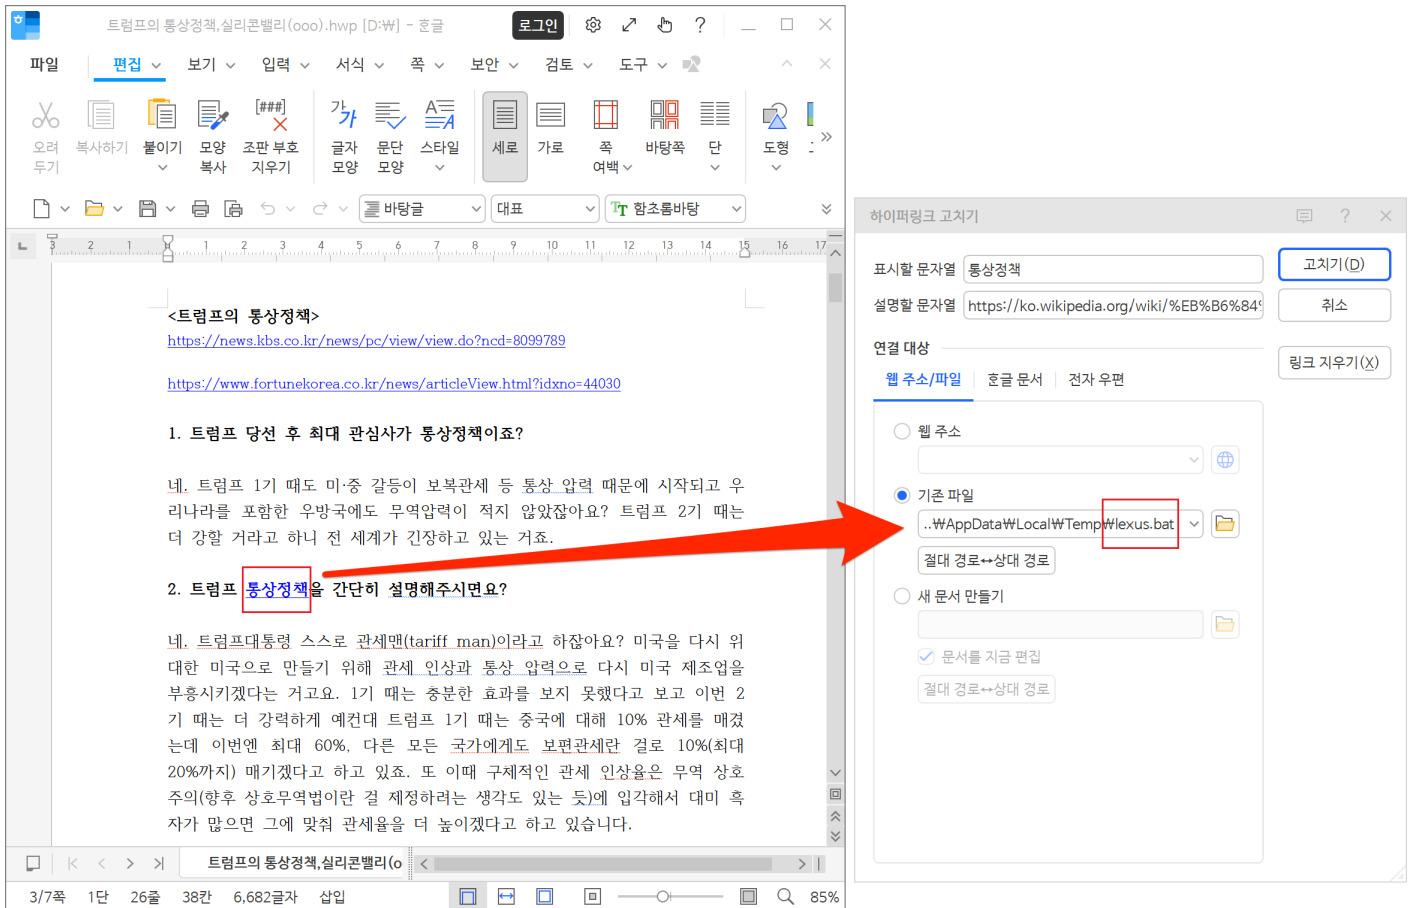 트럼프의 통상정책,실리콘밸리(ooo).hwp [D:\] - 훈글
로그인
파일 편집 보기 입력 서식 쪽 보안 검토 도구
오려 두기 복사하기 붙이기 모양 복사 조판 부호 지우기 글자 모양 문단 모양 스타일 세로 가로 쪽 여백 바탕쪽 단 도형
[###]
바탕글 대표 함초롬바탕
3 2 1 0 1 2 3 4 5 6 7 8 9 10 11 12 13 14 15 16 17
<트럼프의 통상정책>
https://news.kbs.co.kr/news/pc/view/view.do?ncd=8099789
https://www.fortunekorea.co.kr/news/articleView.html?idxno=44030
1. 트럼프 당선 후 최대 관심사가 통상정책이죠?
네. 트럼프 1기 때도 미·중 갈등이 보복관세 등 통상 압력 때문에 시작되고 우
리나라를 포함한 우방국에도 무역압력이 적지 않았잖아요? 트럼프 2기 때는
더 강할 거라고 하니 전 세계가 긴장하고 있는 거죠.
2. 트럼프 통상정책을 간단히 설명해주시면요?
네. 트럼프대통령 스스로 관세맨(tariff man)이라고 하잖아요? 미국을 다시 위
대한 미국으로 만들기 위해 관세 인상과 통상 압력으로 다시 미국 제조업을
부흥시키겠다는 거고요. 1기 때는 충분한 효과를 보지 못했다고 보고 이번 2
기 때는 더 강력하게 예컨대 트럼프 1기 때는 중국에 대해 10% 관세를 매겼
는데 이번엔 최대 60%, 다른 모든 국가에게도 보편관세란 걸로 10%(최대
20%까지) 매기겠다고 하고 있죠. 또 이때 구체적인 관세 인상율은 무역 상호
주의(향후 상호무역법이란 걸 제정하려는 생각도 있는 듯)에 입각해서 대미 흑
자가 많으면 그에 맞춰 관세율을 더 높이겠다고 하고 있습니다.
트럼프의 통상정책,실리콘밸리(o
3/7쪽 1단 26줄 38칸 6,682글자 삽입 85%
하이퍼링크 고치기
표시할 문자열 통상정책
고치기(D)
설명할 문자열 https://ko.wikipedia.org/wiki/%EB%B6%84%
취소
연결 대상
링크 지우기(X)
웹 주소/파일 훈글 문서 전자 우편
웹 주소
기존 파일
..\AppData\Local\Temp\lexus.bat
절대 경로↔상대 경로
새 문서 만들기
문서를 지금 편집
절대 경로↔상대 경로